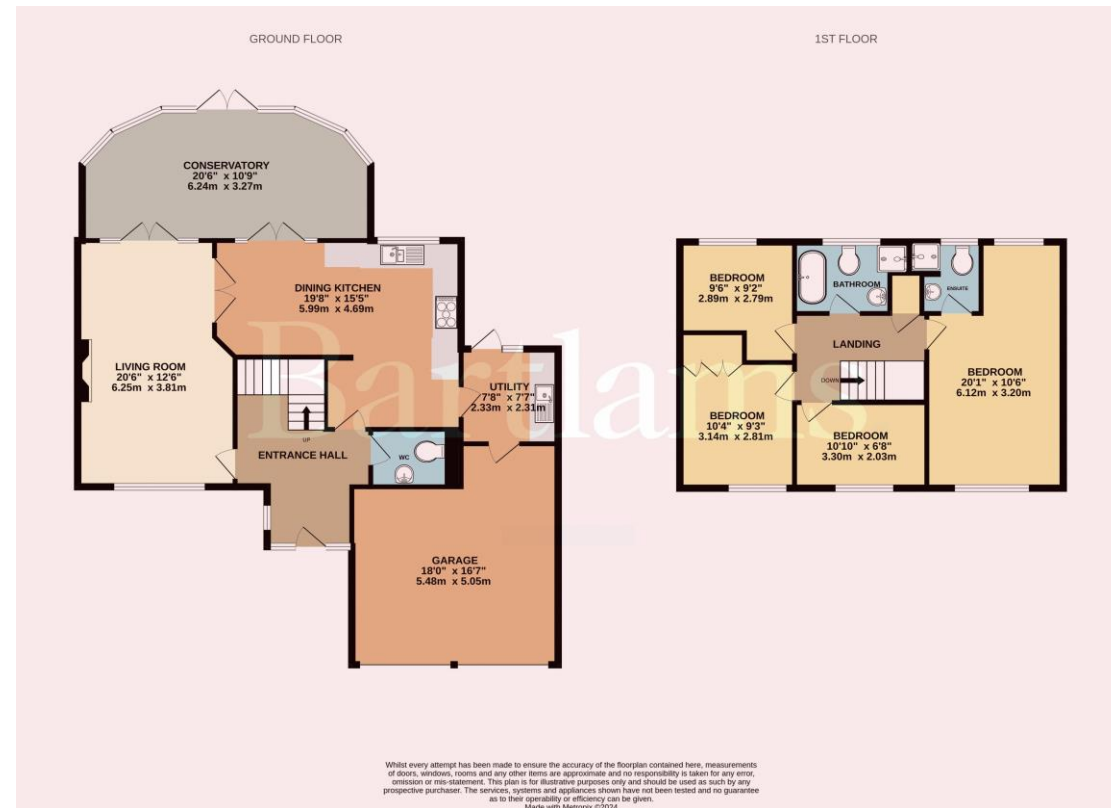 GROUND FLOOR
1ST FLOOR
CONSERVATORY
20'6" x 10'9"
6.24m x 3.27m
DINING KITCHEN
19'8" x 15'5"
5.99m x 4.69m
LIVING ROOM
20'6" x 12'6"
6.25m x 3.81m
UTILITY
7'8" x 7'7"
2.33m x 2.31m
UP
ENTRANCE HALL
WC
GARAGE
18'0" x 16'7"
5.48m x 5.05m
BEDROOM
9'6" x 9'2"
2.89m x 2.79m
BATHROOM
ENSUITE
LANDING
DOWN
BEDROOM
20'1" x 10'6"
6.12m x 3.20m
BEDROOM
10'4" x 9'3"
3.14m x 2.81m
BEDROOM
10'10" x 6'8"
3.30m x 2.03m
Bartlams
Whilst every attempt has been made to ensure the accuracy of the floorplan contained here, measurements
of doors, windows, rooms and any other items are approximate and no responsibility is taken for any error,
omission or mis-statement. This plan is for illustrative purposes only and should be used as such by any
prospective purchaser. The services, systems and appliances shown have not been tested and no guarantee
as to their operability or efficiency can be given.
Made with Metropix ©2024